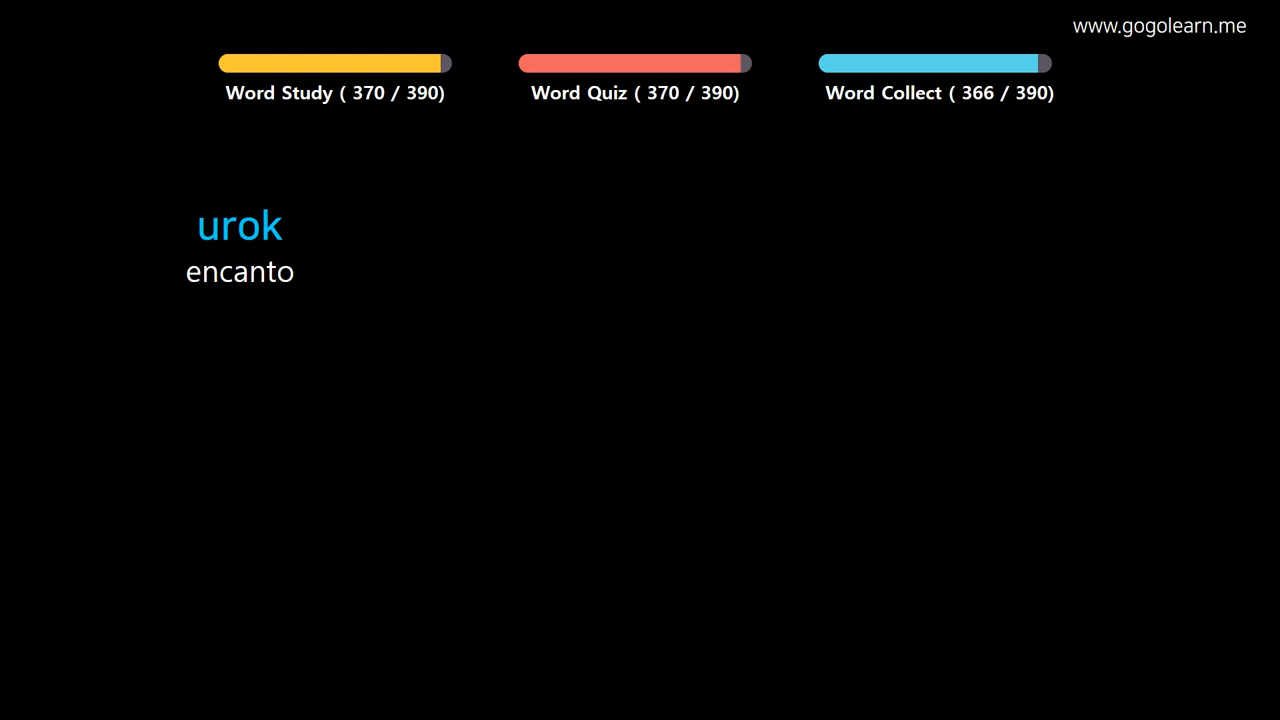 www.gogolearn.me
Word Study ( 370 / 390)
Word Quiz ( 370 / 390)
Word Collect ( 366 / 390)
urok
encanto